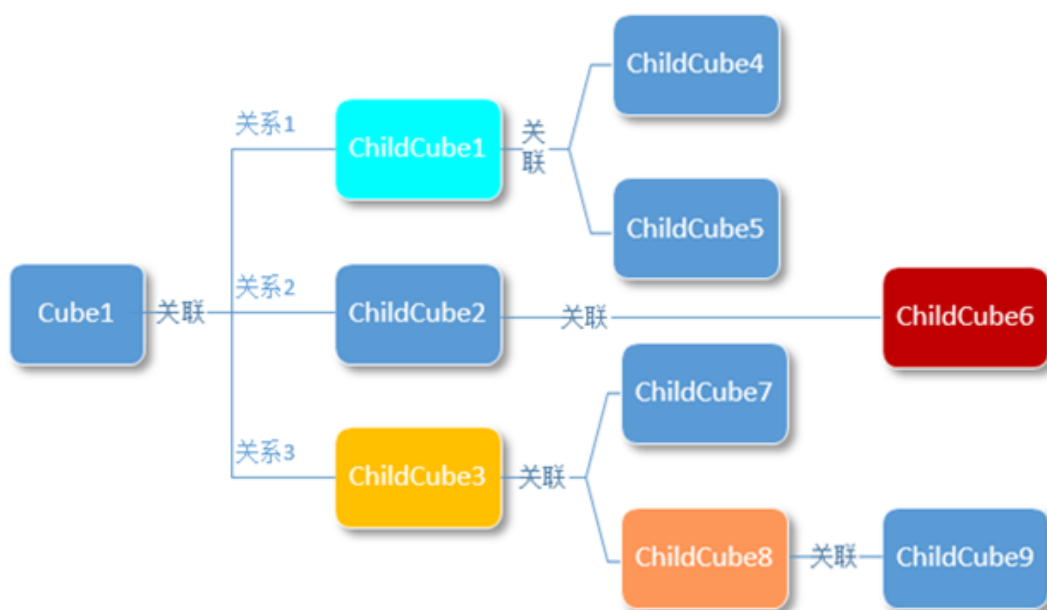 ChildCube4
关系1
ChildCube1
关
联
ChildCube5
Cube1
关联
关系2
ChildCube2
关联
ChildCube6
ChildCube7
关系3
ChildCube3
关联
ChildCube8
关联
ChildCube9